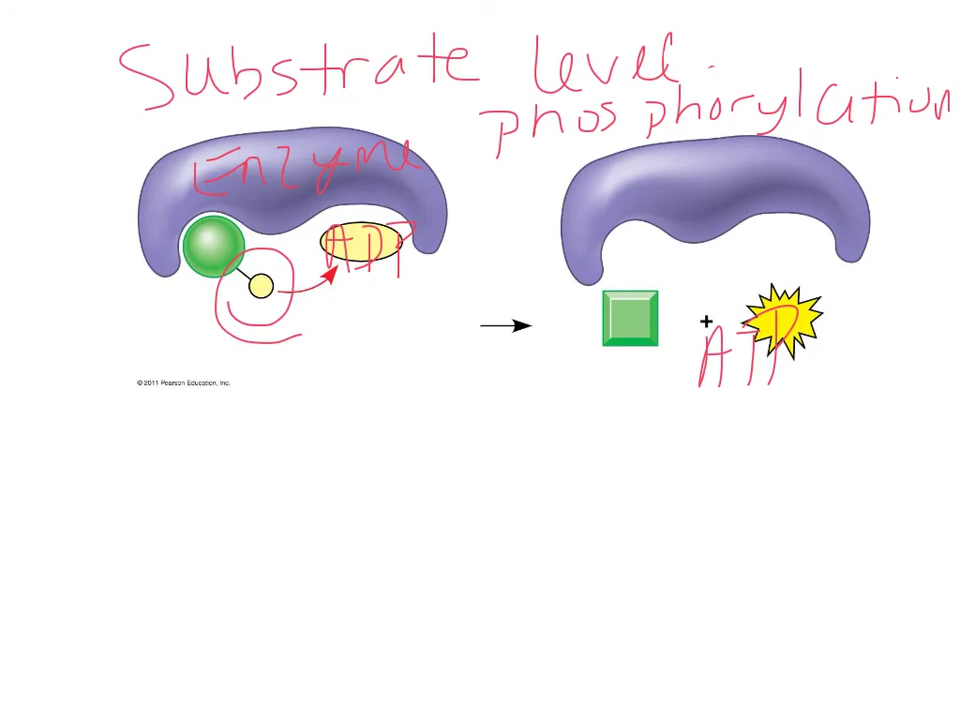 Substrate level
phosphorylation
Enzyme
ADP
+
ATP
© 2011 Pearson Education, Inc.